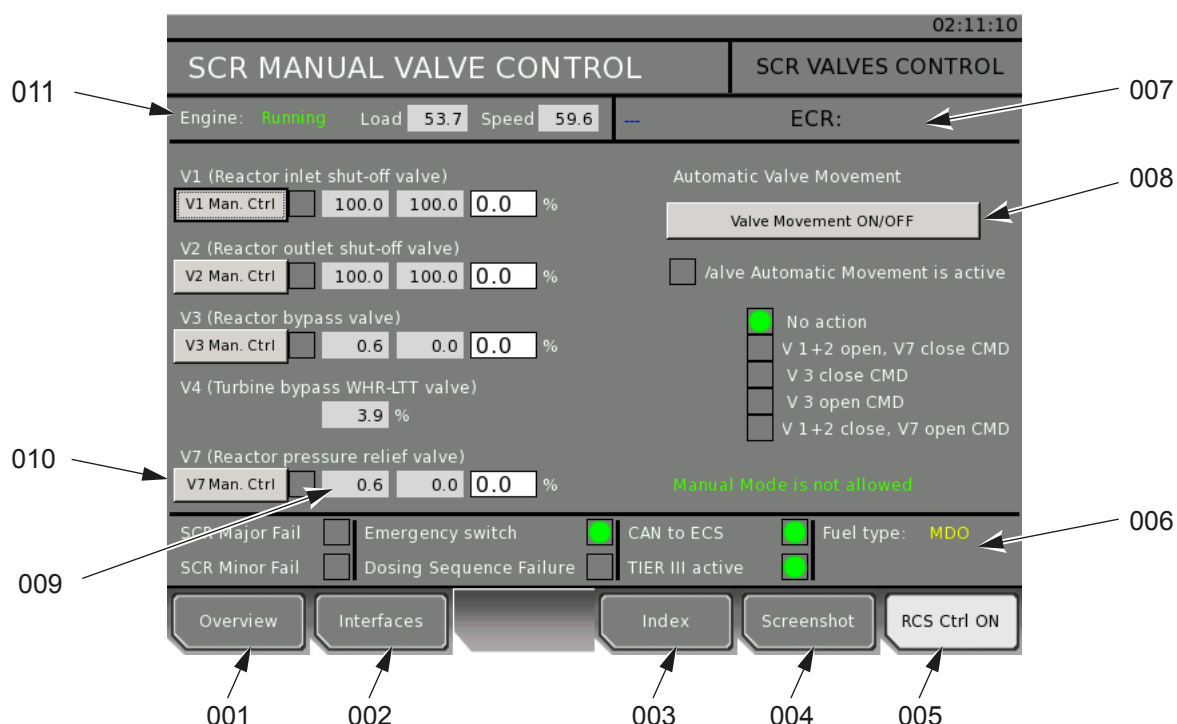 02:11:10
SCR MANUAL VALVE CONTROL
SCR VALVES CONTROL
011
007
Engine: Running Load 53.7 Speed 59.6 --- ECR:
V1 (Reactor inlet shut-off valve)
Automatic Valve Movement
008
V1 Man. Ctrl 100.0 100.0 0.0 %
Valve Movement ON/OFF
V2 (Reactor outlet shut-off valve)
V2 Man. Ctrl 100.0 100.0 0.0 %
/alve Automatic Movement is active
V3 (Reactor bypass valve)
No action
V3 Man. Ctrl 0.6 0.0 0.0 %
V 1+2 open, V7 close CMD
V 3 close CMD
V4 (Turbine bypass WHR-LTT valve)
V 3 open CMD
3.9 %
V 1+2 close, V7 open CMD
010
V7 (Reactor pressure relief valve)
V7 Man. Ctrl 0.6 0.0 0.0 %
Manual Mode is not allowed
SCR Major Fail Emergency switch CAN to ECS Fuel type: MDO
006
SCR Minor Fail Dosing Sequence Failure TIER III active
009
Overview Interfaces Index Screenshot RCS Ctrl ON
001 002 003 004 005